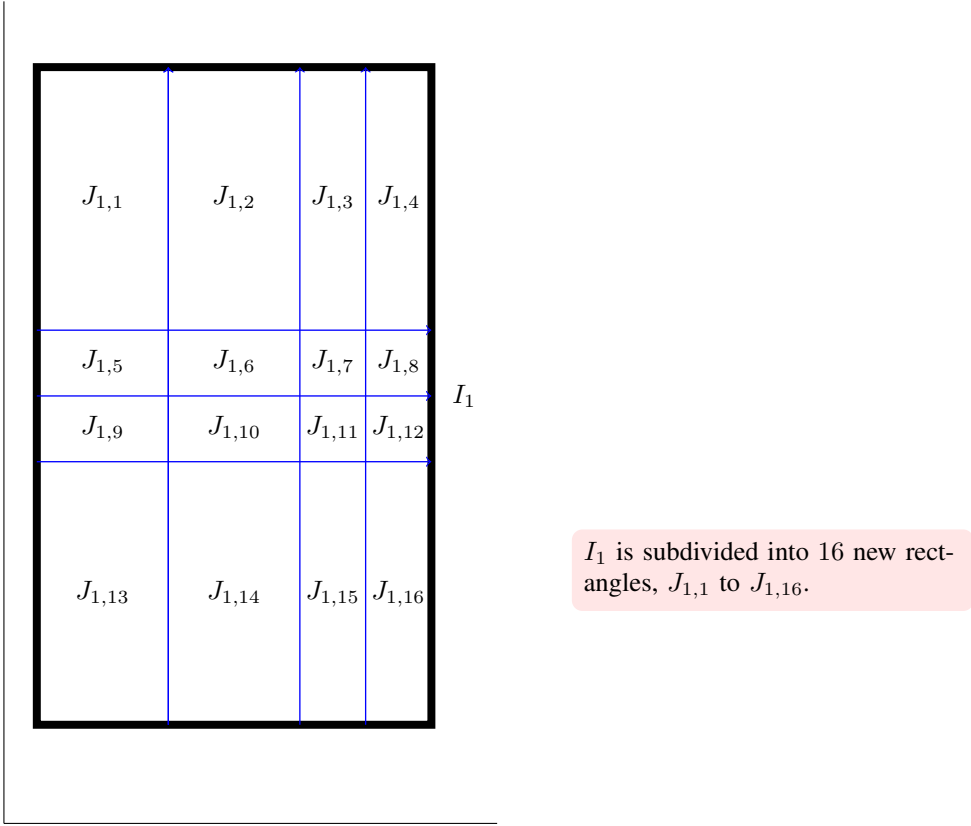 J1,1 J1,2 J1,3 J1,4
J1,5 J1,6 J1,7 J1,8
I1
J1,9 J1,10 J1,11 J1,12
I1 is subdivided into 16 new rect-
angles, J1,1 to J1,16.
J1,13 J1,14 J1,15 J1,16